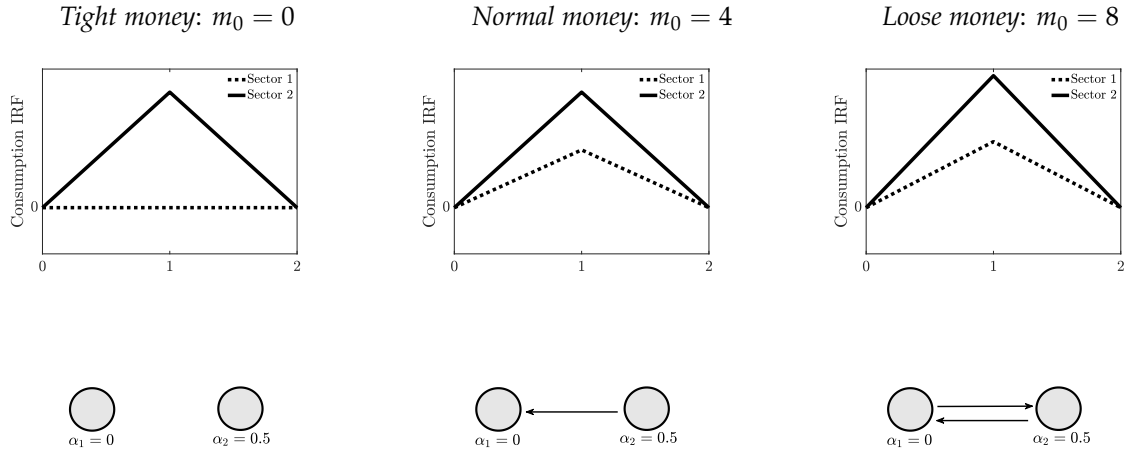 Tight money: m₀ = 0
Normal money: m₀ = 4
Loose money: m₀ = 8
Consumption IRF
0
Sector 1
Sector 2
0 1 2
Consumption IRF
0
Sector 1
Sector 2
0 1 2
Consumption IRF
0
Sector 1
Sector 2
0 1 2
α₁ = 0
α₂ = 0.5
α₁ = 0
α₂ = 0.5
α₁ = 0
α₂ = 0.5